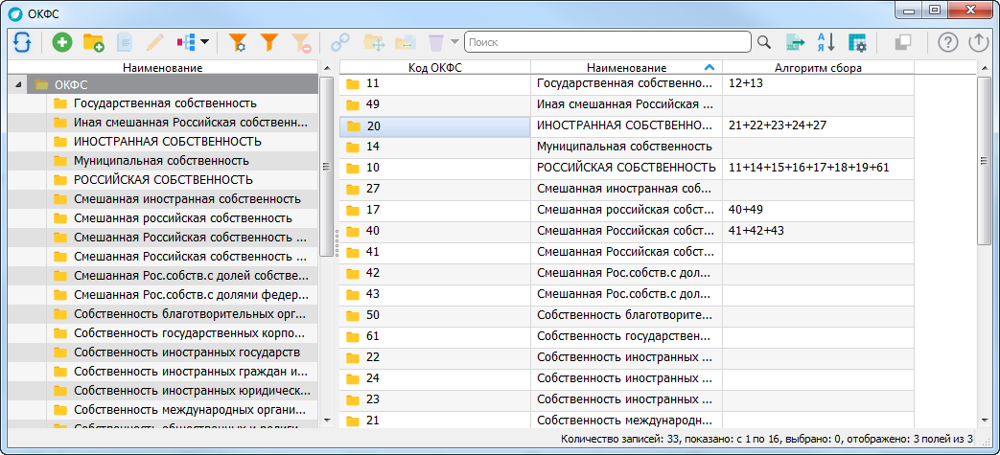 ОКФС
Поиск
Наименование
ОКФС
Государственная собственность
Иная смешанная Российская собственн...
ИНОСТРАННАЯ СОБСТВЕННОСТЬ
Муниципальная собственность
РОССИЙСКАЯ СОБСТВЕННОСТЬ
Смешанная иностранная собственность
Смешанная российская собственность
Смешанная Российская собственность ...
Смешанная Российская собственность ...
Смешанная Рос.собств.с долей собстве...
Смешанная Рос.собств.с долями федер...
Собственность благотворительных орг...
Собственность государственных корпо...
Собственность иностранных государств
Собственность иностранных граждан и...
Собственность иностранных юридическ...
Собственность международных органи...
Собственность общественных и религи
Код ОКФС Наименование Алгоритм сбора
11 Государственная собственно... 12+13
49 Иная смешанная Российская ...
20 ИНОСТРАННАЯ СОБСТВЕННО... 21+22+23+24+27
14 Муниципальная собственность
10 РОССИЙСКАЯ СОБСТВЕННОСТЬ 11+14+15+16+17+18+19+61
27 Смешанная иностранная соб...
17 Смешанная российская собст... 40+49
40 Смешанная Российская собст... 41+42+43
41 Смешанная Российская собст...
42 Смешанная Рос.собств.с дол...
43 Смешанная Рос.собств.с дол...
50 Собственность благотворите...
61 Собственность государствен...
22 Собственность иностранных ...
24 Собственность иностранных ...
23 Собственность иностранных ...
21 Собственность международн...
Количество записей: 33, показано: с 1 по 16, выбрано: 0, отображено: 3 полей из 3